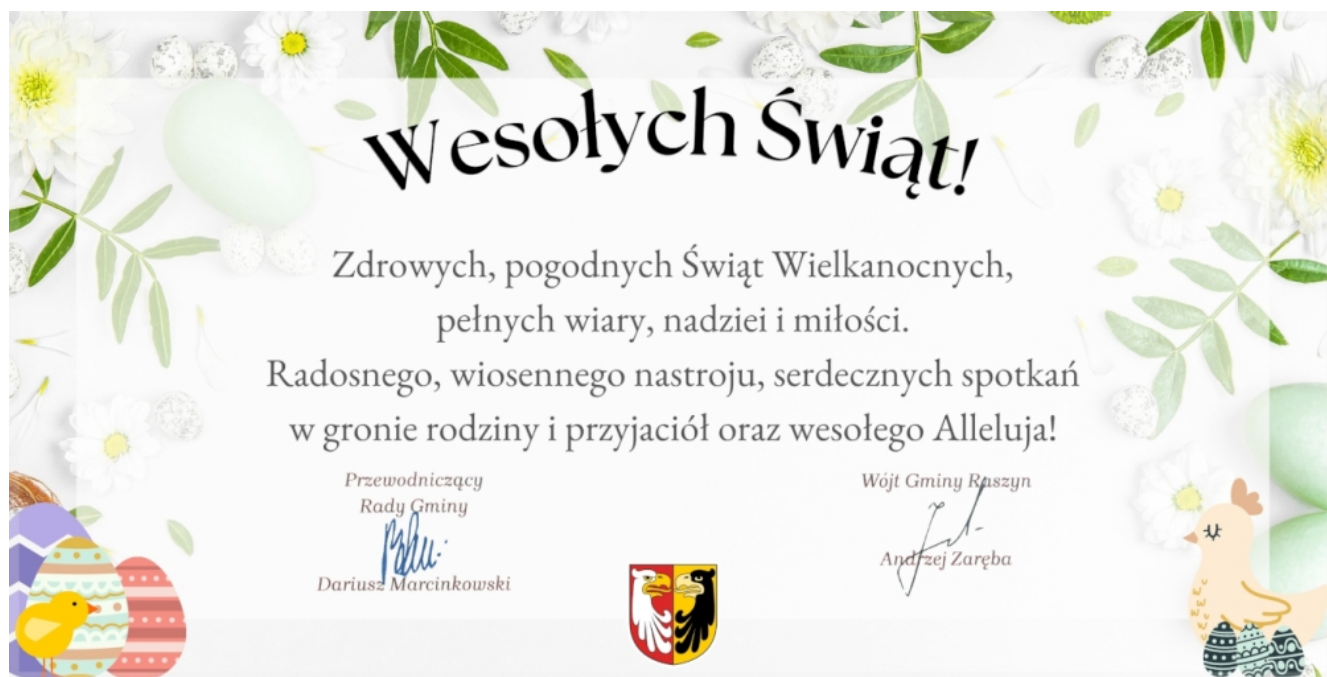 Wesołych Świąt!
Zdrowych, pogodnych Świąt Wielkanocnych,
pełnych wiary, nadziei i miłości.
Radosnego, wiosennego nastroju, serdecznych spotkań
w gronie rodziny i przyjaciół oraz wesołego Alleluja!
Przewodniczący
Rady Gminy
Dariusz Marcinkowski
Wójt Gminy Raszyn
Andrzej Zaręba